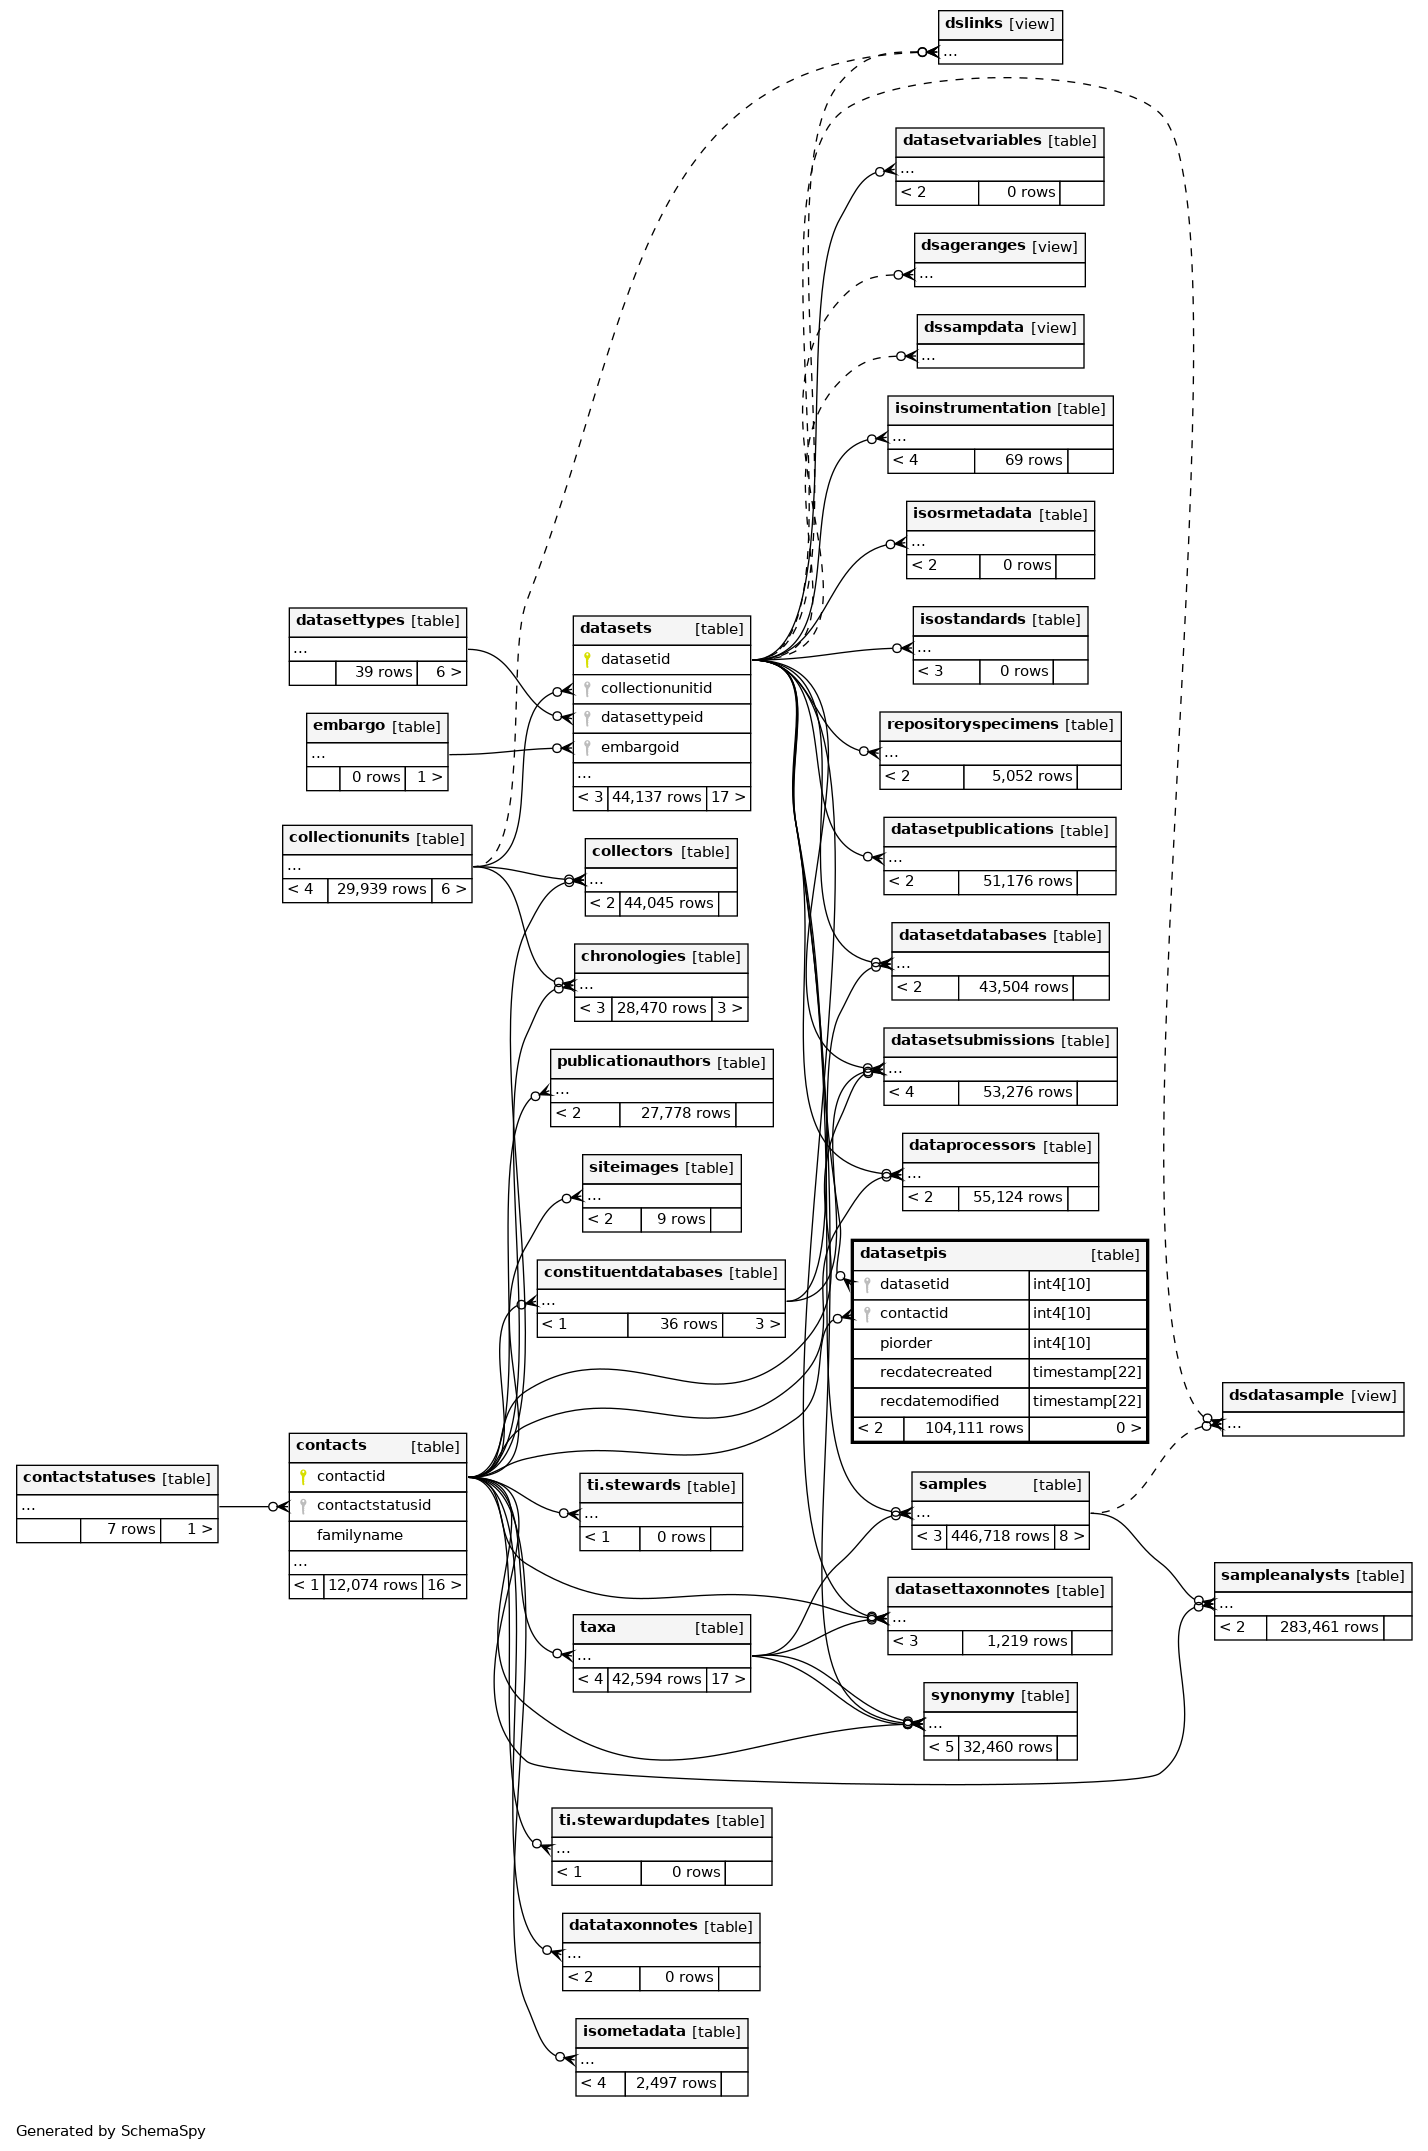 dslinks [view]
...
datasetvariables [table]
...
< 2 0 rows
dsageranges [view]
...
dssampdata [view]
...
isoinstrumentation [table]
...
< 4 69 rows
isosrmetadata [table]
...
< 2 0 rows
datasettypes [table]
...
39 rows 6 >
embargo [table]
...
0 rows 1 >
collectionunits [table]
...
< 4 29,939 rows 6 >
datasets [table]
datasetid
collectionunitid
datasettypeid
embargoid
...
< 3 44,137 rows 17 >
isostandards [table]
...
< 3 0 rows
repositoryspecimens [table]
...
< 2 5,052 rows
datasetpublications [table]
...
< 2 51,176 rows
collectors [table]
...
< 2 44,045 rows
datasetdatabases [table]
...
< 2 43,504 rows
chronologies [table]
...
< 3 28,470 rows 3 >
datasetsubmissions [table]
...
< 4 53,276 rows
publicationauthors [table]
...
< 2 27,778 rows
dataprocessors [table]
...
< 2 55,124 rows
siteimages [table]
...
< 2 9 rows
constituentdatabases [table]
...
< 1 36 rows 3 >
datasetpis [table]
datasetid int4[10]
contactid int4[10]
piorder int4[10]
recdatecreated timestamp[22]
recdatemodified timestamp[22]
< 2 104,111 rows 0 >
dsdatasample [view]
...
contactstatuses [table]
...
7 rows 1 >
contacts [table]
contactid
contactstatusid
familyname
...
< 1 12,074 rows 16 >
ti.stewards [table]
...
< 1 0 rows
samples [table]
...
< 3 446,718 rows 8 >
sampleanalysts [table]
...
< 2 283,461 rows
datasettaxonnotes [table]
...
< 3 1,219 rows
taxa [table]
...
< 4 42,594 rows 17 >
synonymy [table]
...
< 5 32,460 rows
ti.stewardupdates [table]
...
< 1 0 rows
datataxonnotes [table]
...
< 2 0 rows
isometadata [table]
...
< 4 2,497 rows
Generated by SchemaSpy